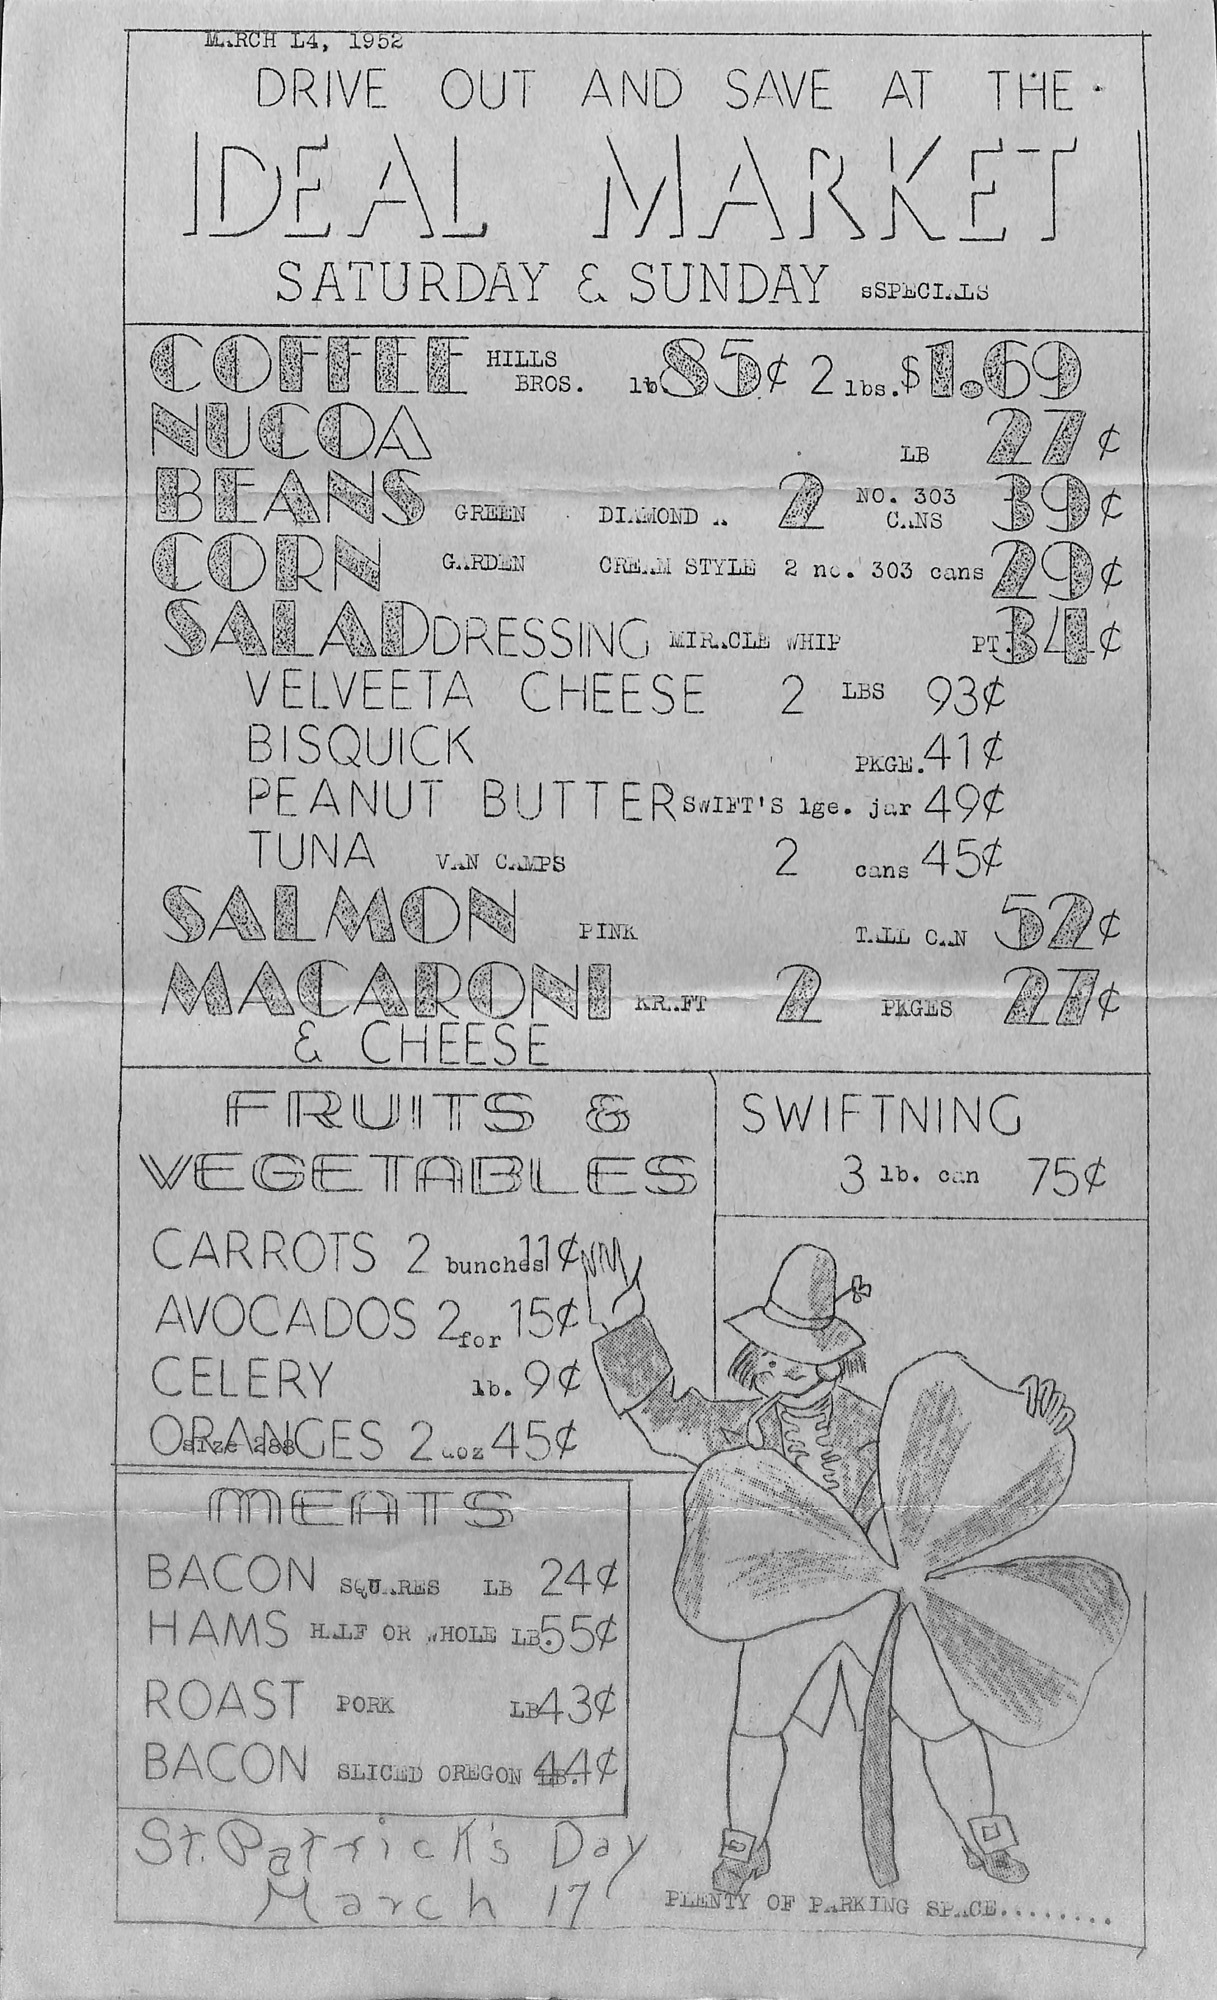 MARCH 14, 1952
DRIVE OUT AND SAVE AT THE
IDEAL MARKET
SATURDAY & SUNDAY sSPECIALS
COFFEE HILLS BROS. lb 85¢ 2 lbs. $1.69
NUCOA LB 27¢
BEANS GREEN DIAMOND A 2 NO. 303 CANS 39¢
CORN GARDEN CREAM STYLE 2 no. 303 cans 29¢
SALAD DRESSING MIRACLE WHIP PT. 34¢
VELVEETA CHEESE 2 LBS 93¢
BISQUICK PKGE. 41¢
PEANUT BUTTER SWIFT'S lge. jar 49¢
TUNA VAN CAMPS 2 cans 45¢
SALMON PINK TALL CAN 52¢
MACARONI KRAFT 2 PKGES 27¢
& CHEESE
FRUITS &
VEGETABLES
CARROTS 2 bunches 11¢
AVOCADOS 2 for 15¢
CELERY lb. 9¢
ORANGES 2 doz 45¢
size 288
SWIFTNING
3 lb. can 75¢
MEATS
BACON SQUARES LB 24¢
HAMS HALF OR WHOLE LB. 55¢
ROAST PORK LB 43¢
BACON SLICED OREGON LB. 44¢
St. Patrick's Day
March 17
PLENTY OF PARKING SPACE........